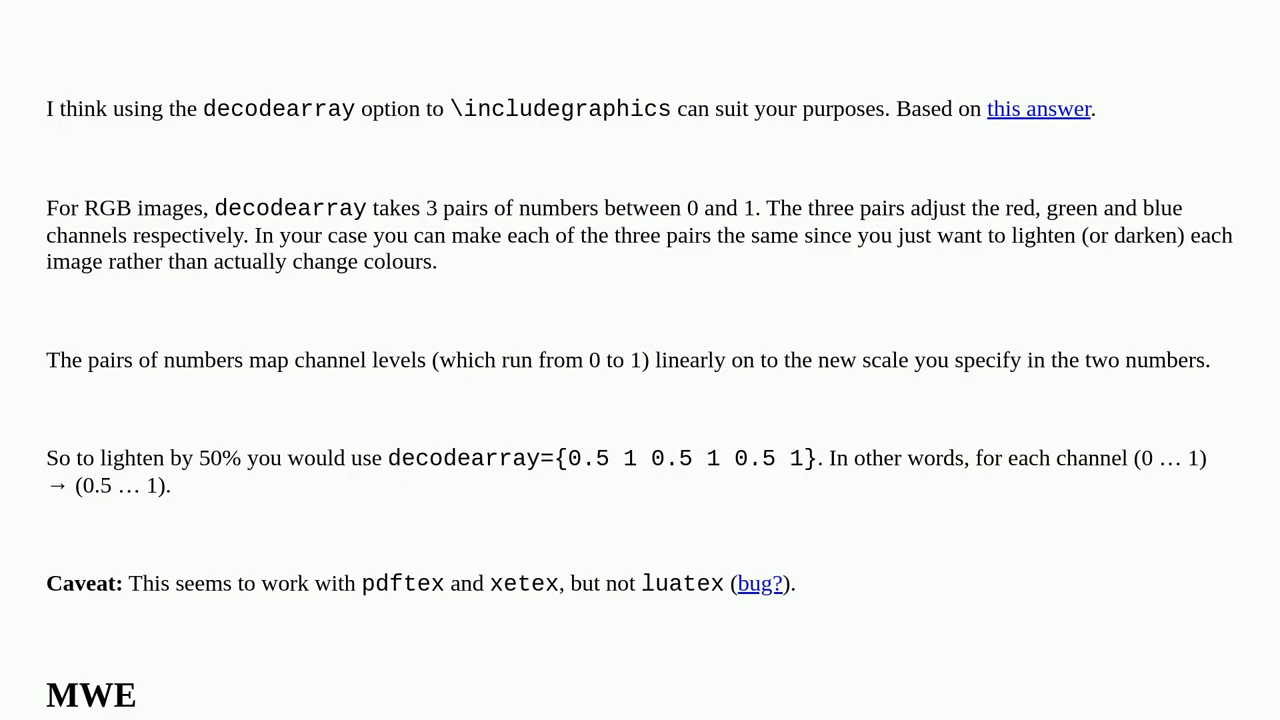 I think using the decodearray option to \includegraphics can suit your purposes. Based on this answer.
For RGB images, decodearray takes 3 pairs of numbers between 0 and 1. The three pairs adjust the red, green and blue
channels respectively. In your case you can make each of the three pairs the same since you just want to lighten (or darken) each
image rather than actually change colours.
The pairs of numbers map channel levels (which run from 0 to 1) linearly on to the new scale you specify in the two numbers.
So to lighten by 50% you would use decodearray={0.5 1 0.5 1 0.5 1}. In other words, for each channel (0 … 1)
→ (0.5 … 1).
Caveat: This seems to work with pdftex and xetex, but not luatex (bug?).
MWE